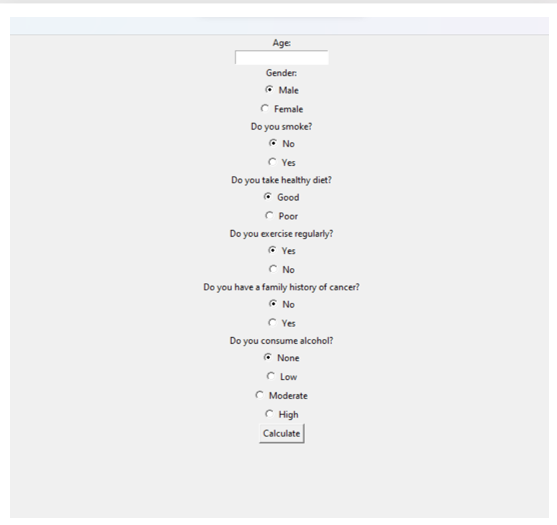 Age:
Gender:
Male
Female
Do you smoke?
No
Yes
Do you take healthy diet?
Good
Poor
Do you exercise regularly?
Yes
No
Do you have a family history of cancer?
No
Yes
Do you consume alcohol?
None
Low
Moderate
High
Calculate